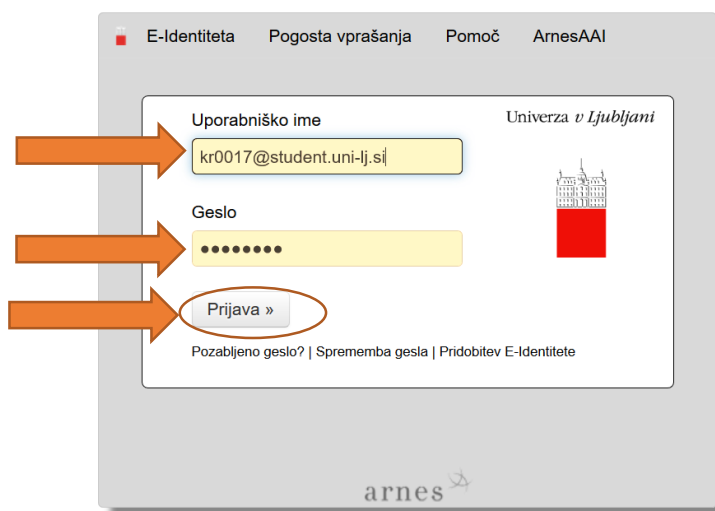 E-Identiteta Pogosta vprašanja Pomoč ArnesAAI
Uporabniško ime
Univerza v Ljubljani
kr0017@student.uni-lj.si
Geslo
●●●●●●●●
Prijava »
Pozabljeno geslo? | Sprememba gesla | Pridobitev E-Identitete
arnes